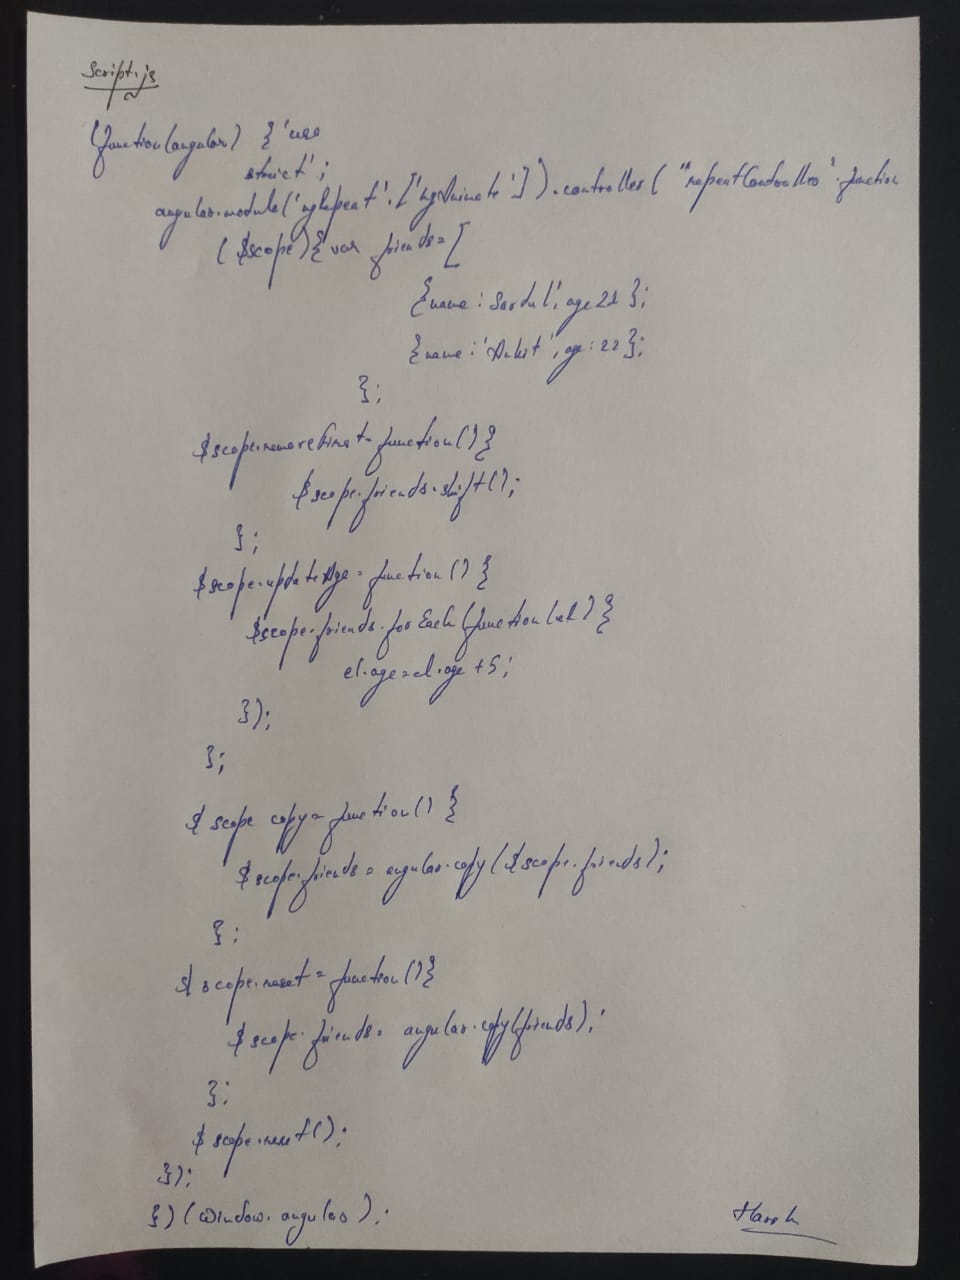 Script.js
(function(angular) { 'use
strict';
angular.module('ngRepeat'.['ngAnimate']).controller( "repeatController".function
($scope){ var friends=[
{name : Sardul', age 21 };
{name : 'Ankit', age : 22};
};
$scope.removeFirst = function(){
$scope.friends.shift();
};
$scope.updateAge = function() {
$scope.friends.forEach(function(el) {
el.age=el.age +5;
});
};
$ scope copy = function() {
$scope.friends = angular.copy($scope.friends);
};
$ scope.reset = function(){
$scope.friends = angular.copy(friends);
};
$ scope.reset();
});
}) (window.angular);
Harsh